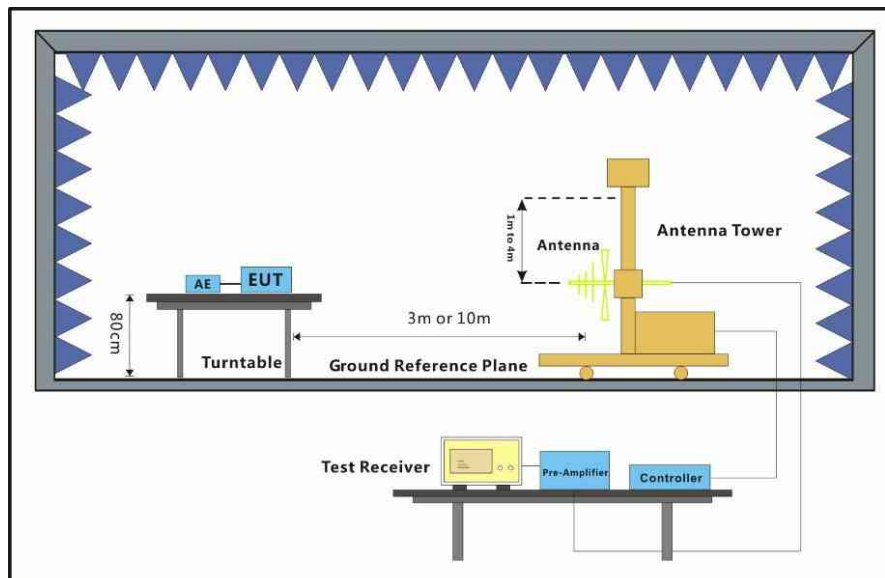 1m to 4m
Antenna
Antenna Tower
AE
EUT
80cm
3m or 10m
Turntable
Ground Reference Plane
Test Receiver
Pre-Amplifier
Controller